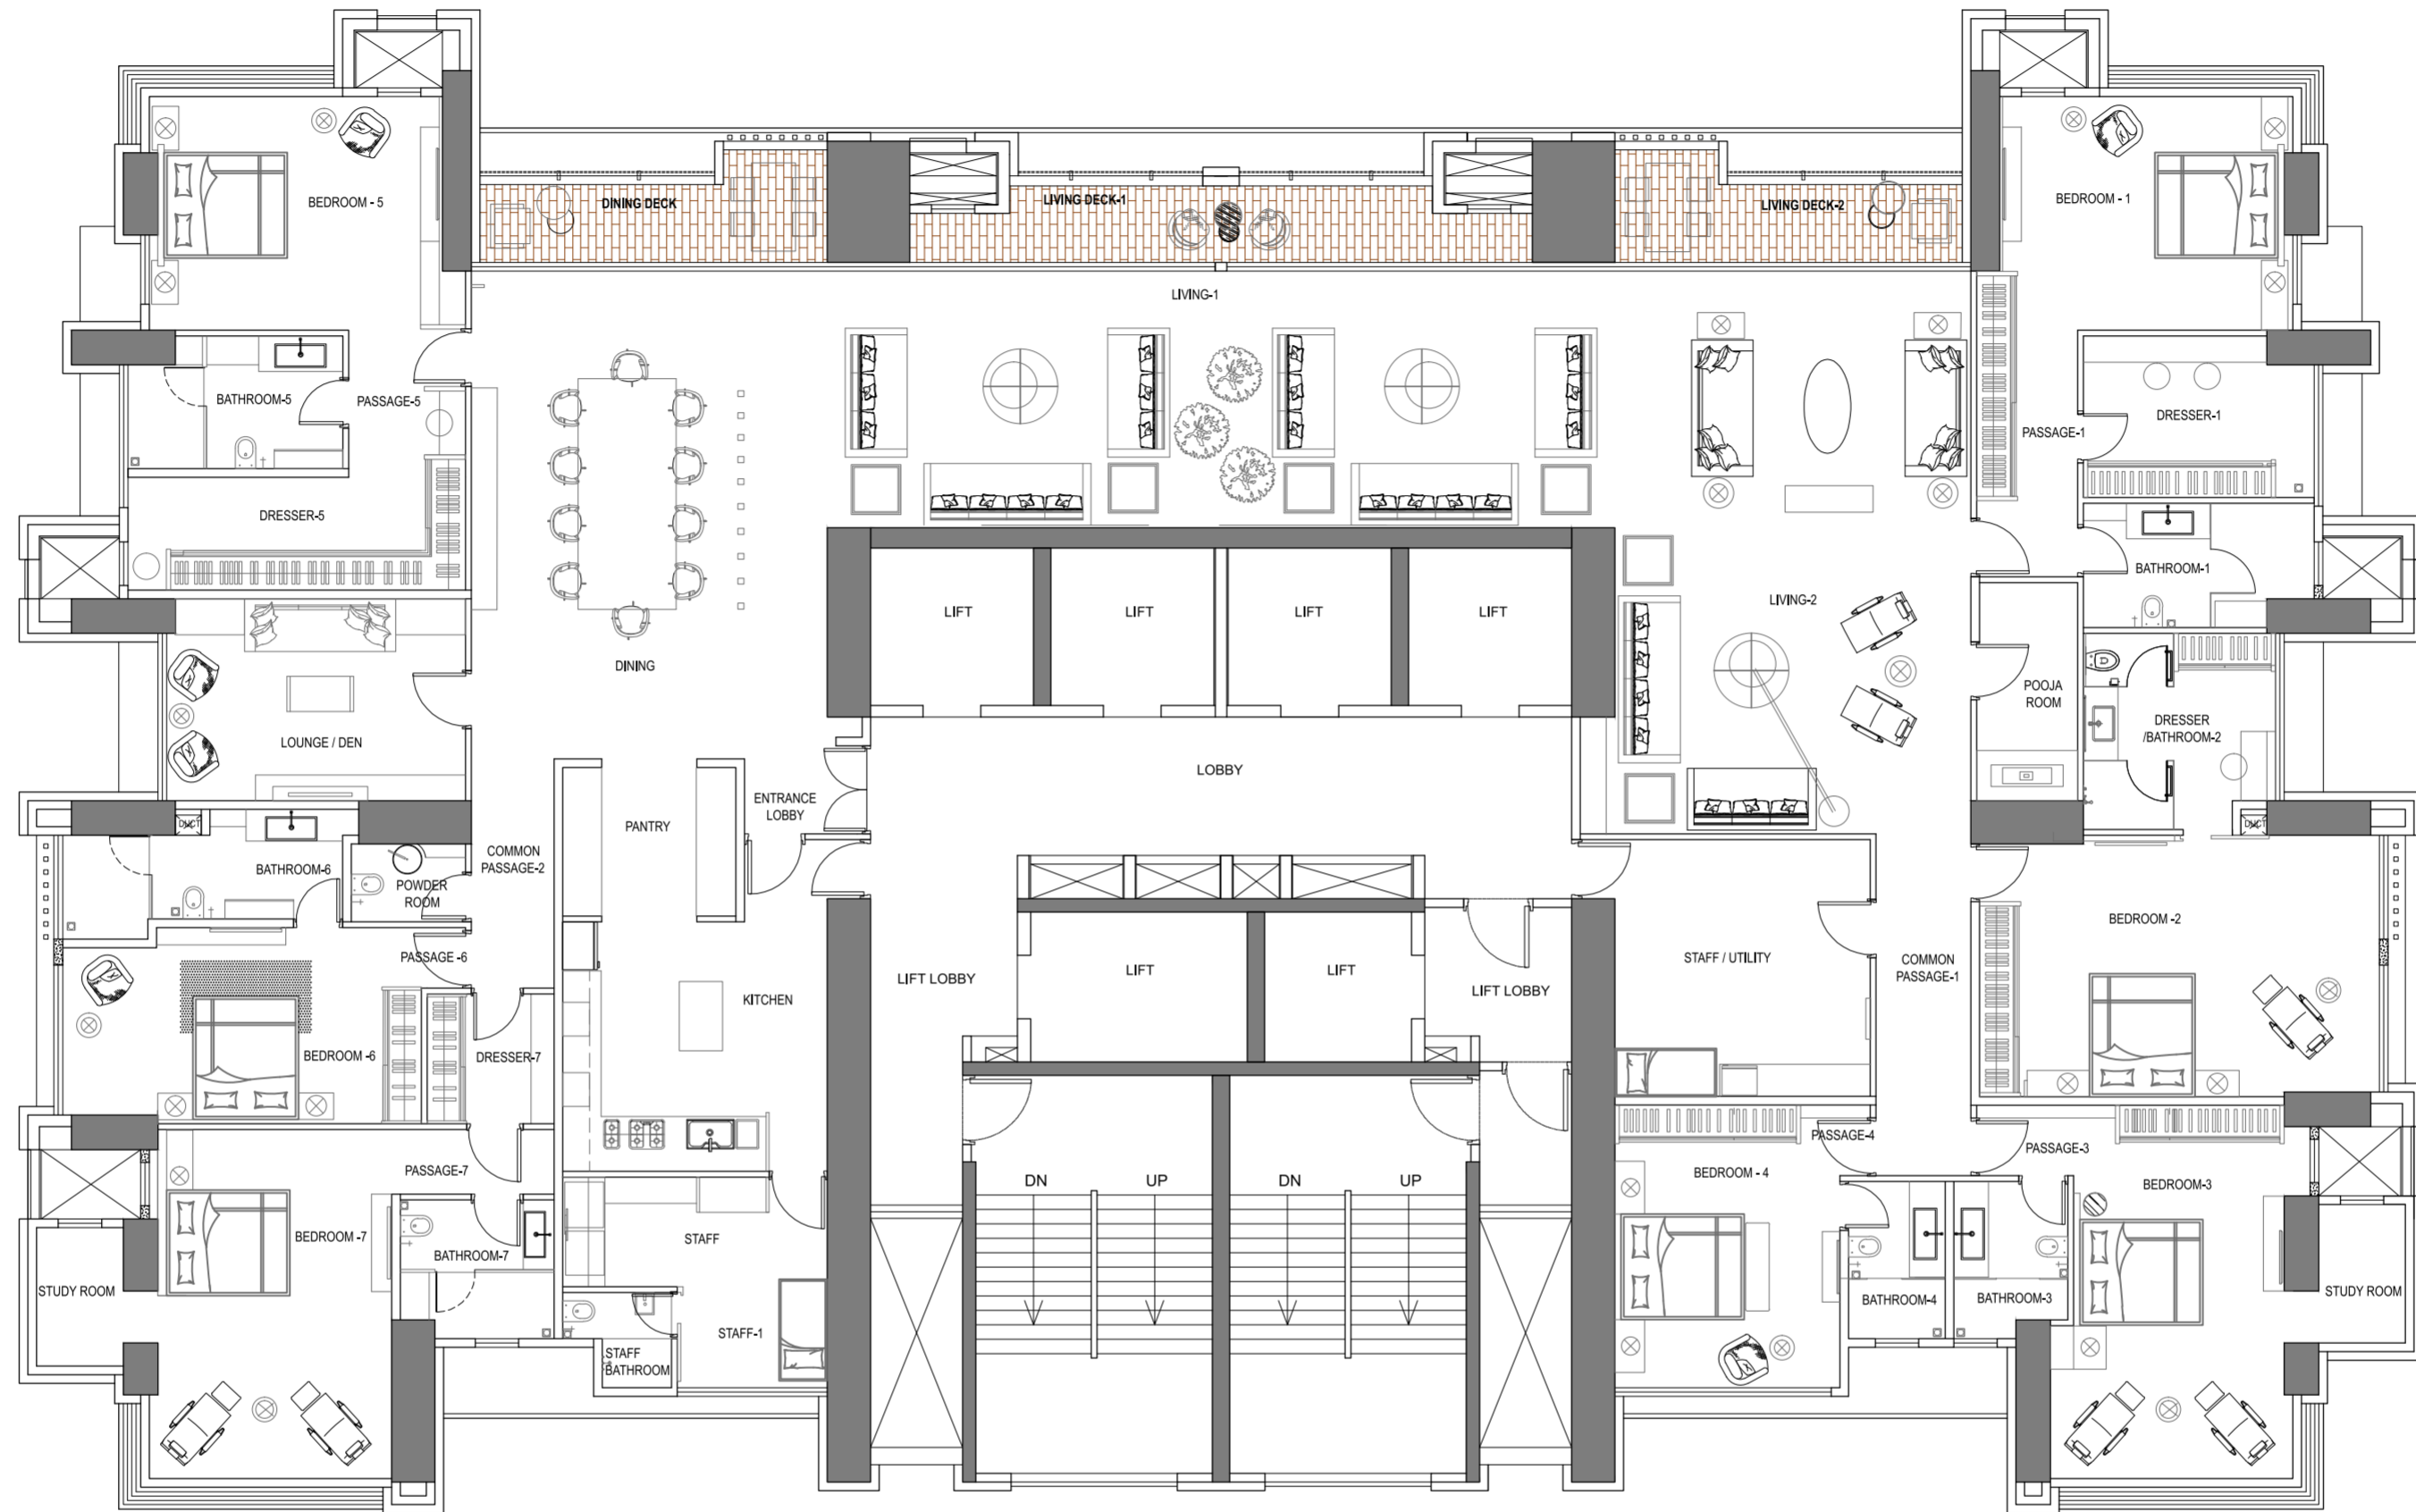 BEDROOM - 5
DINING DECK
LIVING DECK-1
LIVING DECK-2
BEDROOM - 1
LIVING-1
BATHROOM-5
PASSAGE-5
DRESSER-5
DINING
LOUNGE / DEN
LIFT
LIFT
LIFT
LIFT
LOBBY
LIVING-2
PASSAGE-1
DRESSER-1
BATHROOM-1
POOJA
ROOM
DRESSER
/BATHROOM-2
DUCT
BATHROOM-6
POWDER
ROOM
COMMON
PASSAGE-2
PANTRY
ENTRANCE
LOBBY
DUCT
PASSAGE -6
BEDROOM -6
DRESSER-7
KITCHEN
LIFT LOBBY
LIFT
LIFT
LIFT LOBBY
STAFF / UTILITY
COMMON
PASSAGE-1
BEDROOM -2
PASSAGE-7
BEDROOM -7
BATHROOM-7
STUDY ROOM
STAFF
STAFF-1
STAFF
BATHROOM
DN
UP
DN
UP
PASSAGE-4
BEDROOM - 4
BATHROOM-4
PASSAGE-3
BEDROOM-3
BATHROOM-3
STUDY ROOM